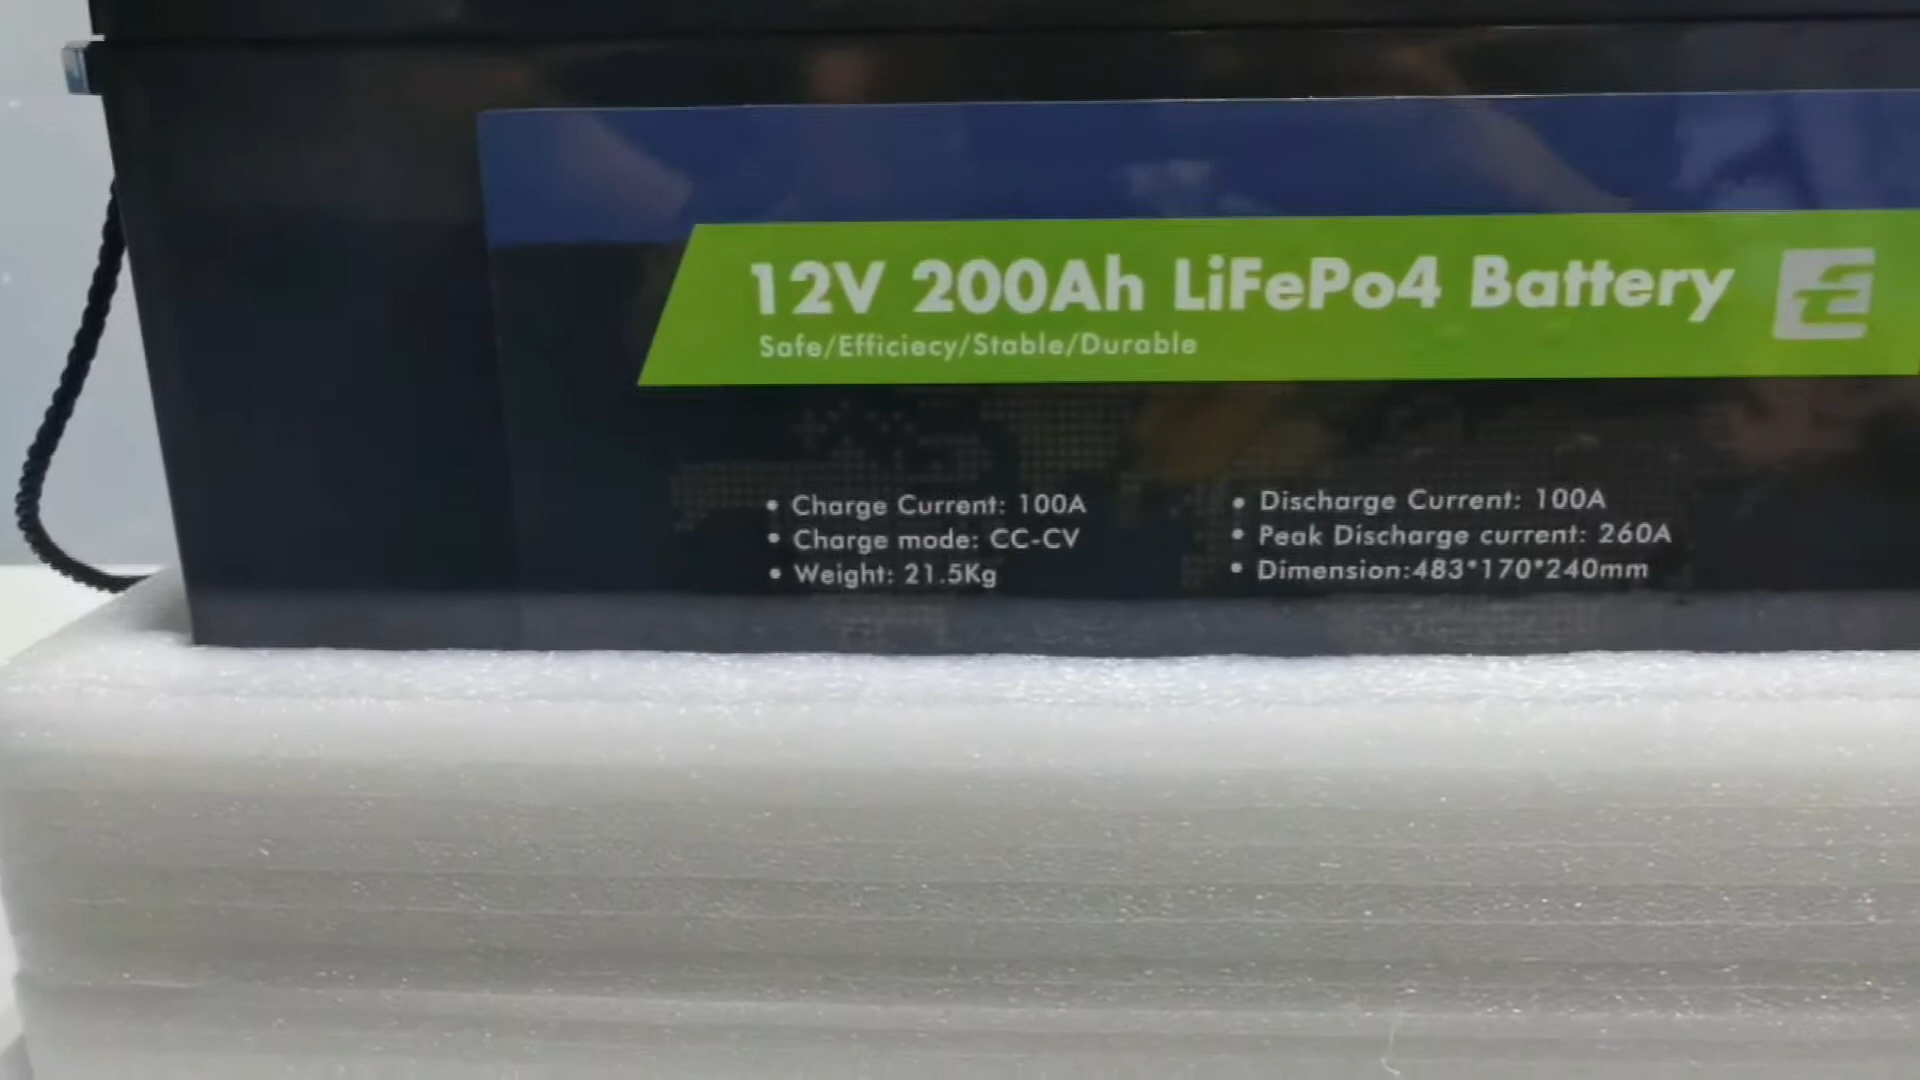 12V 200Ah LiFePo4 Battery
Safe/Efficiecy/Stable/Durable
• Charge Current: 100A
• Charge mode: CC-CV
• Weight: 21.5Kg
• Discharge Current: 100A
• Peak Discharge current: 260A
• Dimension:483*170*240mm